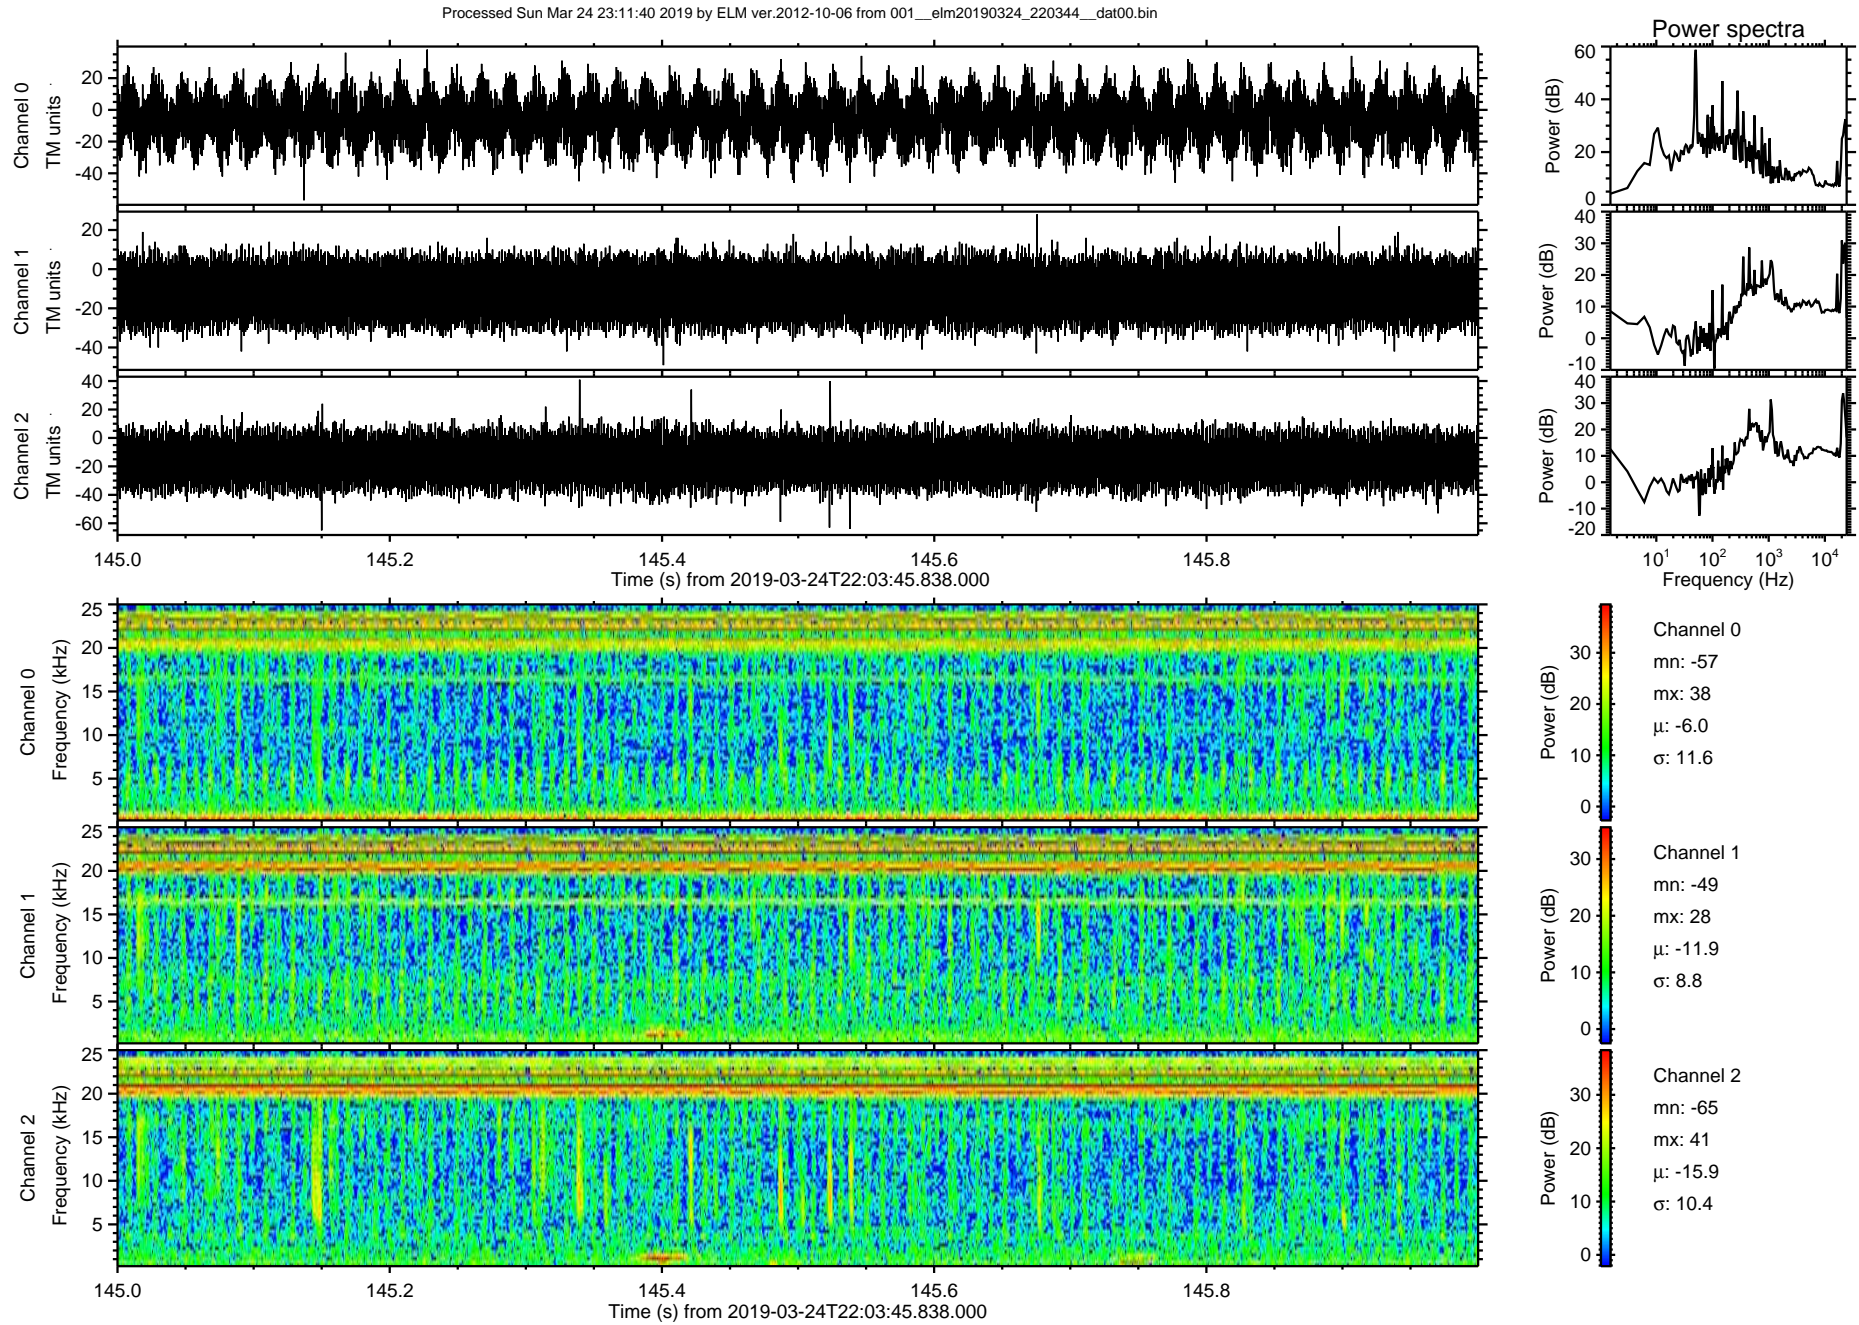 Processed Sun Mar 24 23:11:40 2019 by ELM ver.2012-10-06 from 001__elm20190324_220344__dat00.bin
Power spectra
Channel 0
TM units
20
0
-20
-40
Power (dB)
60
40
20
0
Channel 1
TM units
20
0
-20
-40
Power (dB)
40
30
20
10
0
-10
Channel 2
TM units
40
20
0
-20
-40
-60
Power (dB)
40
30
20
10
0
-10
-20
145.0 145.2 145.4 145.6 145.8
Time (s) from 2019-03-24T22:03:45.838.000
10^1 10^2 10^3 10^4
Frequency (Hz)
Channel 0
Frequency (kHz)
25
20
15
10
5
Power (dB)
30
20
10
0
Channel 0
mn: -57
mx: 38
μ: -6.0
σ: 11.6
Channel 1
Frequency (kHz)
25
20
15
10
5
Power (dB)
30
20
10
0
Channel 1
mn: -49
mx: 28
μ: -11.9
σ: 8.8
Channel 2
Frequency (kHz)
25
20
15
10
5
Power (dB)
30
20
10
0
Channel 2
mn: -65
mx: 41
μ: -15.9
σ: 10.4
145.0 145.2 145.4 145.6 145.8
Time (s) from 2019-03-24T22:03:45.838.000